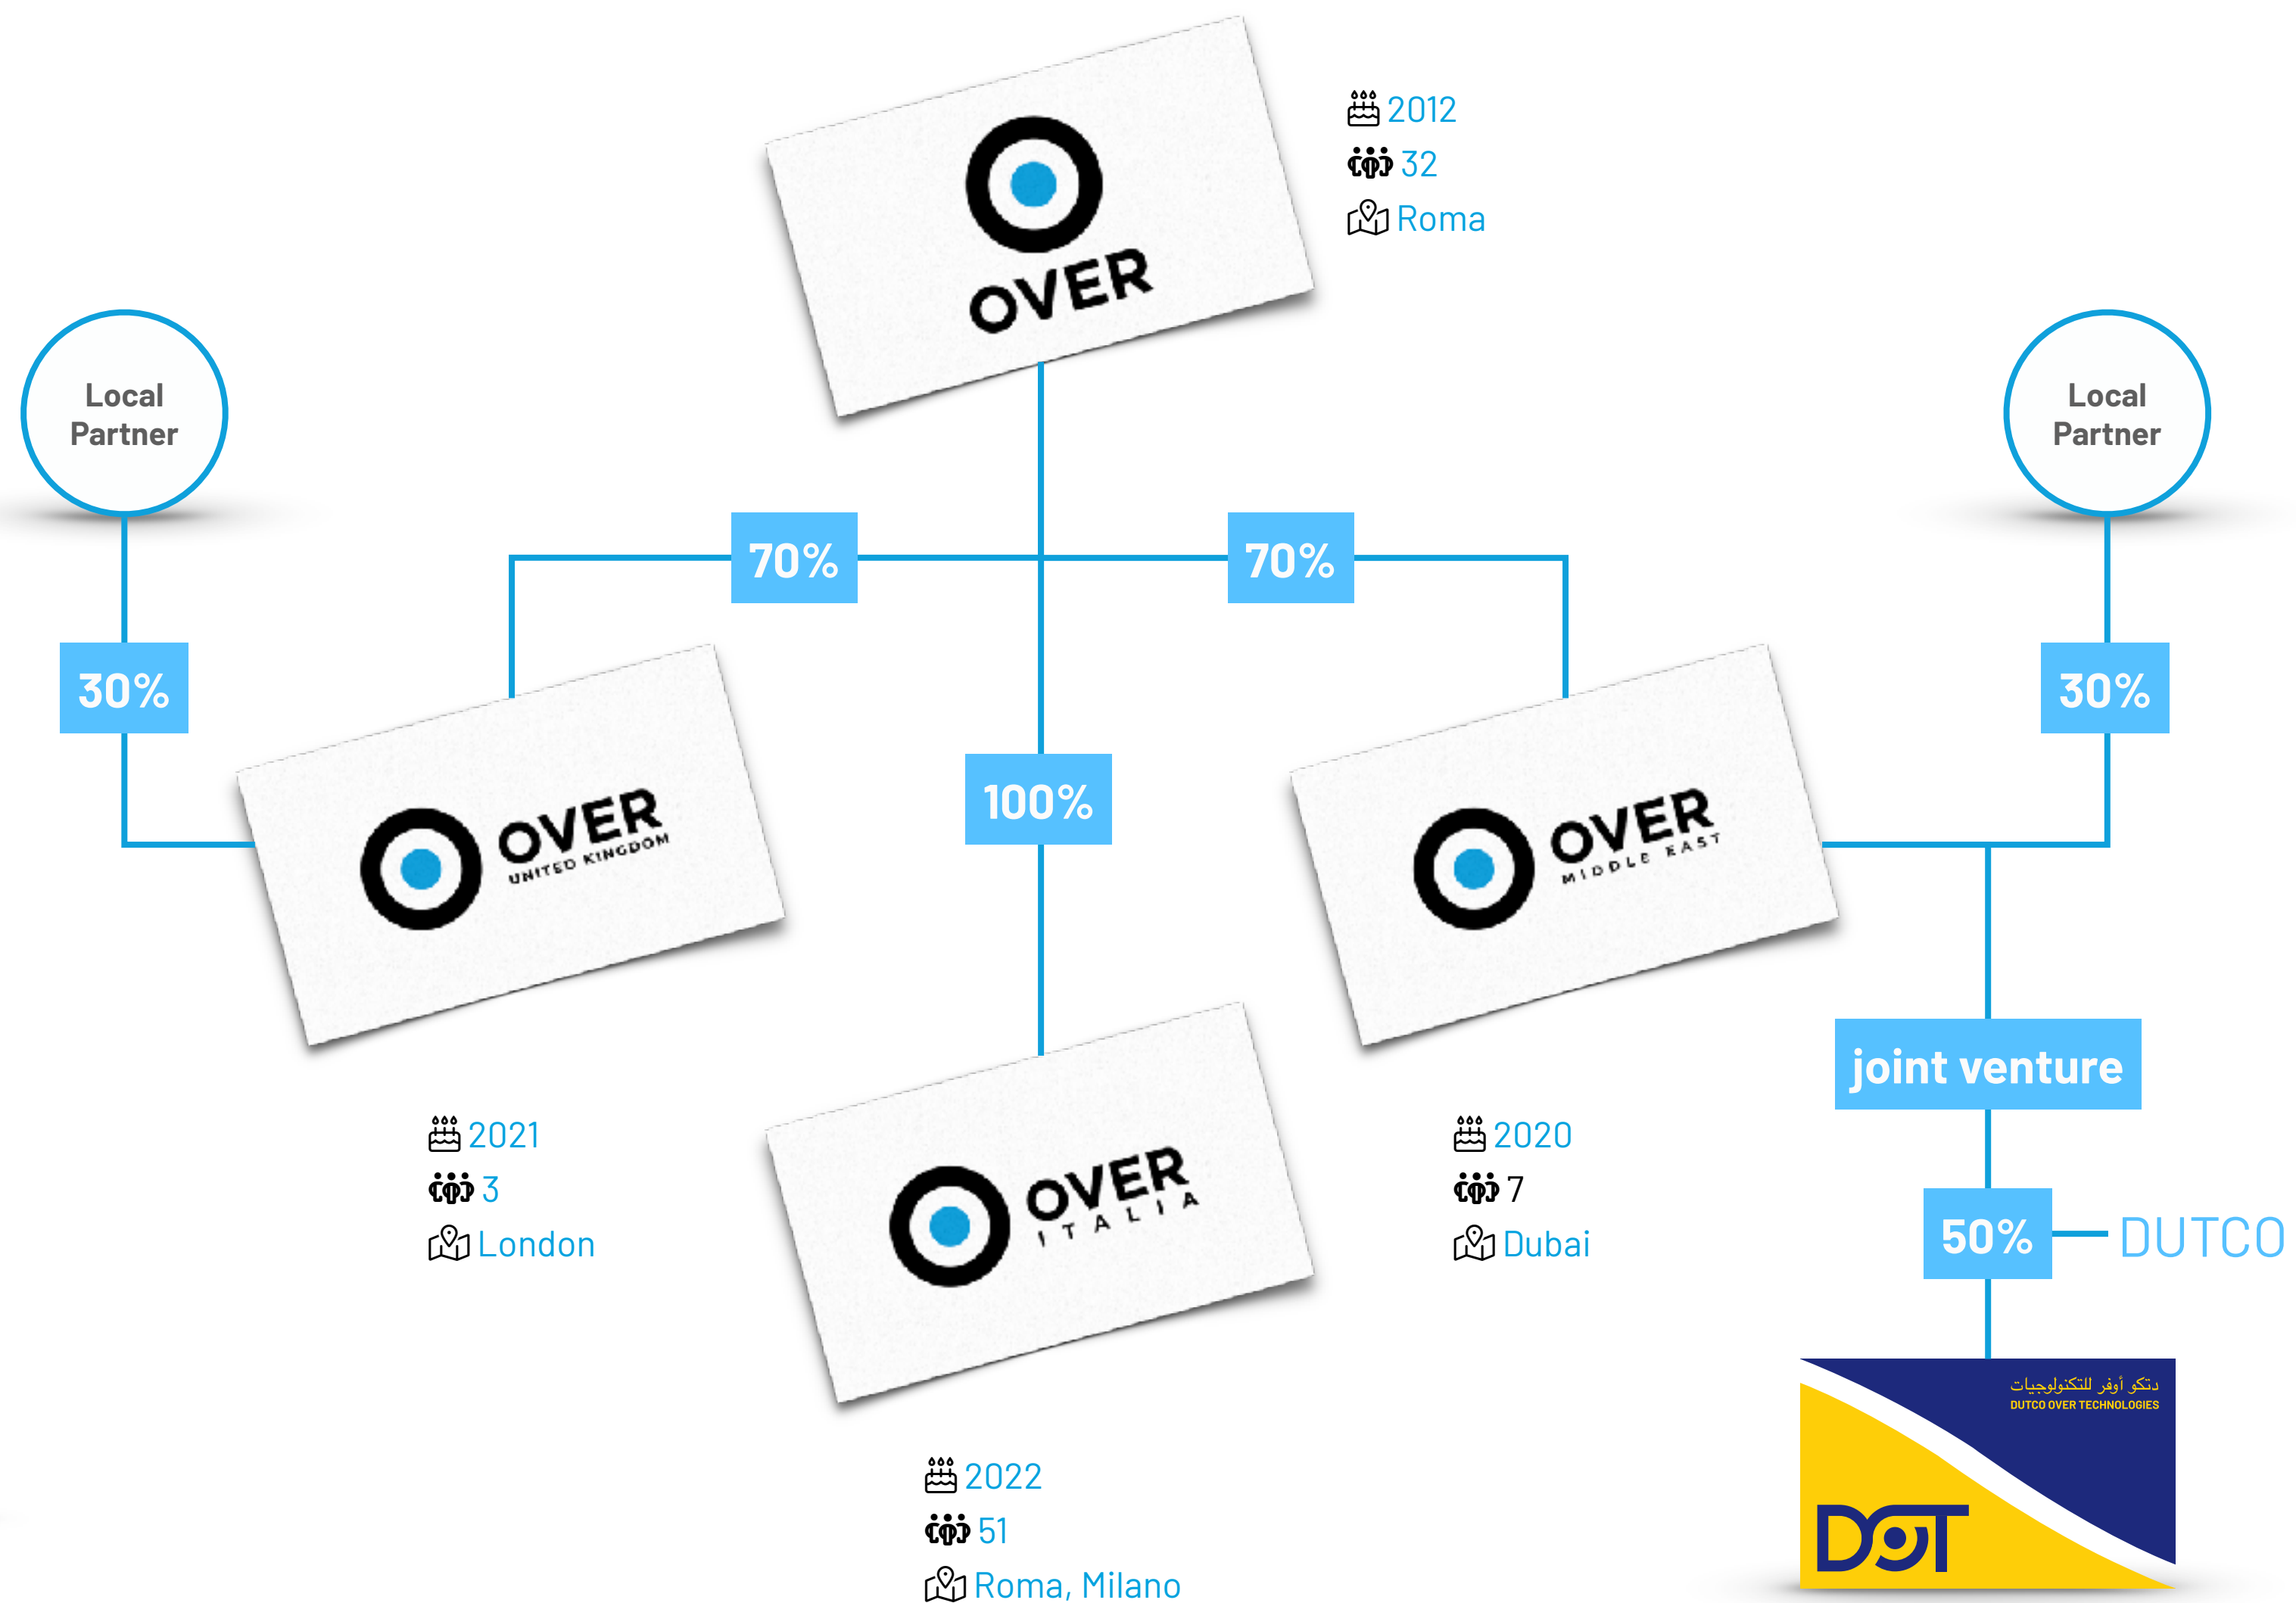 OVER
2012
32
Roma
Local
Partner
Local
Partner
70%
70%
30%
30%
100%
OVER
UNITED KINGDOM
OVER
MIDDLE EAST
joint venture
2021
3
London
OVER
ITALIA
2020
7
Dubai
50%
DUTCO
دتكو أوفر للتكنولوجيات
DUTCO OVER TECHNOLOGIES
DOT
2022
51
Roma, Milano